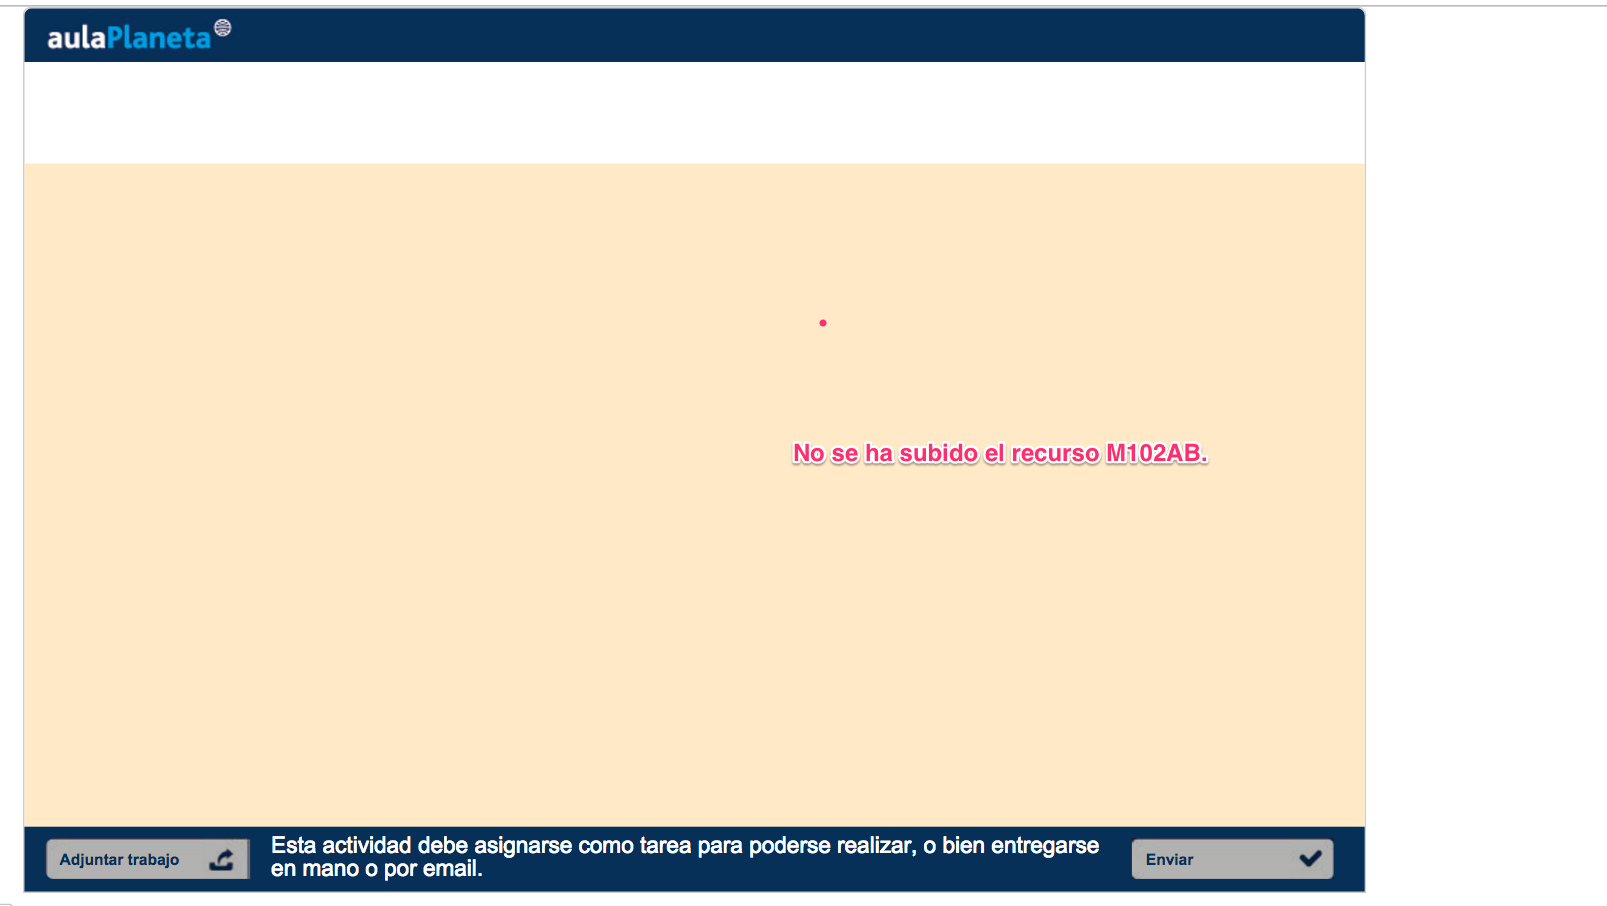 aulaPlaneta
No se ha subido el recurso M102AB.
Adjuntar trabajo
Esta actividad debe asignarse como tarea para poderse realizar, o bien entregarse
en mano o por email.
Enviar